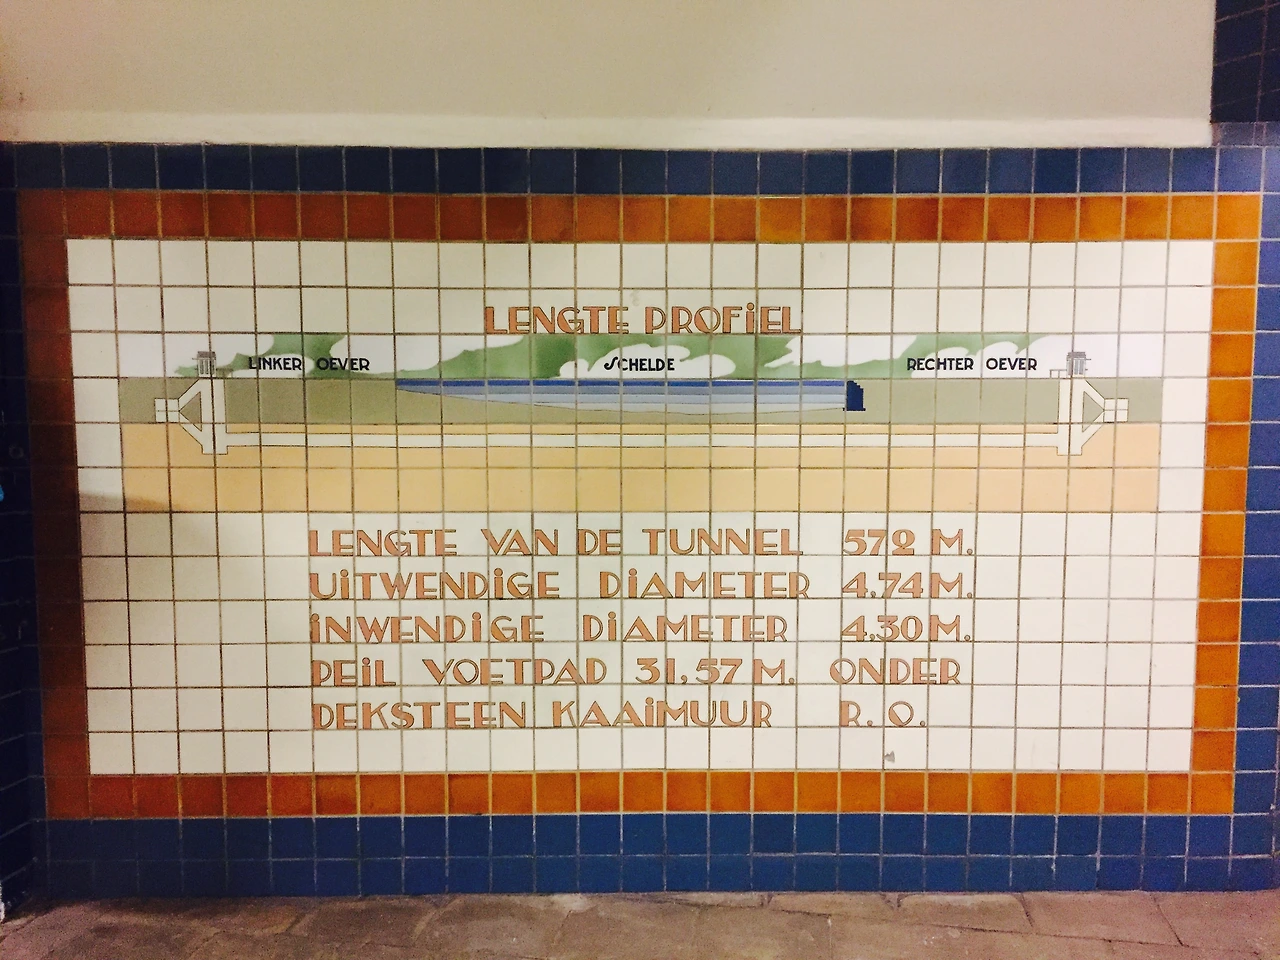 LENGTE PROFiEL
LINKER OEVER SCHELDE RECHTER OEVER
LENGTE VAN DE TUNNEL 572 M.
UiTWENDiGE DiAMETER 4,74 M.
iNWENDiGE DiAMETER 4,30 M.
PEiL VOETPAD 31,57 M. ONDER
DEKSTEEN KAAiMUUR R. O.